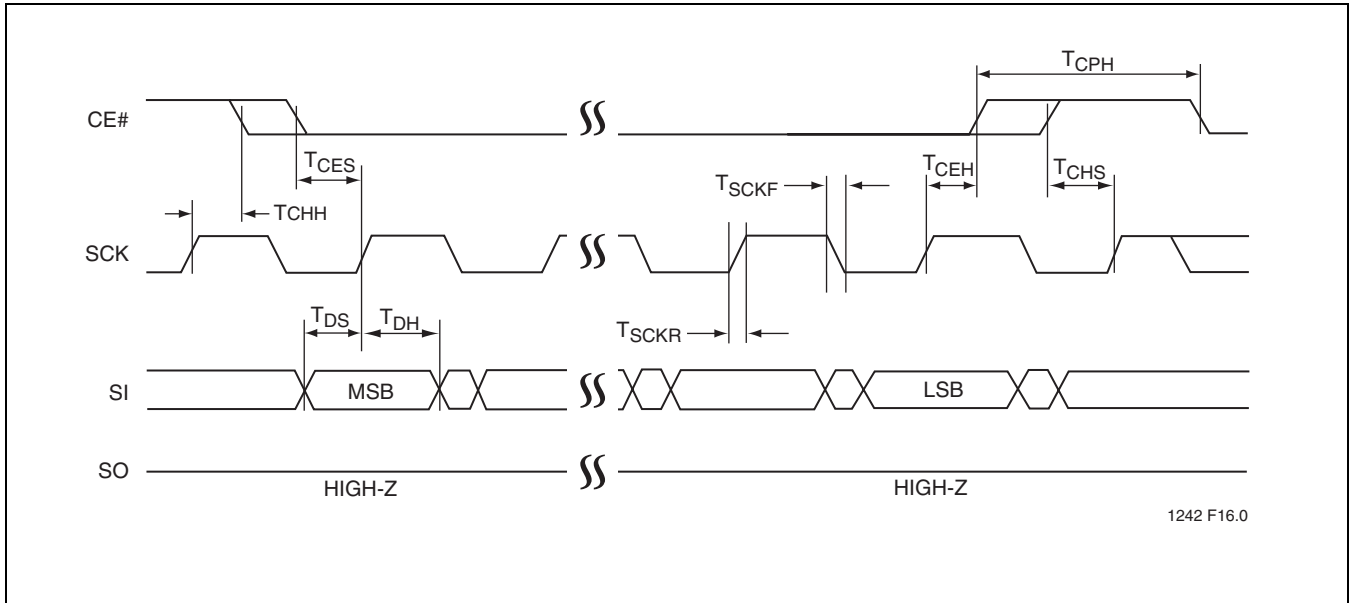 TCPH
CE#
TCES
TCEH
TCHS
TSCKF
TCHH
SCK
TDS
TDH
TSCKR
SI
MSB
LSB
SO
HIGH-Z
HIGH-Z
1242 F16.0